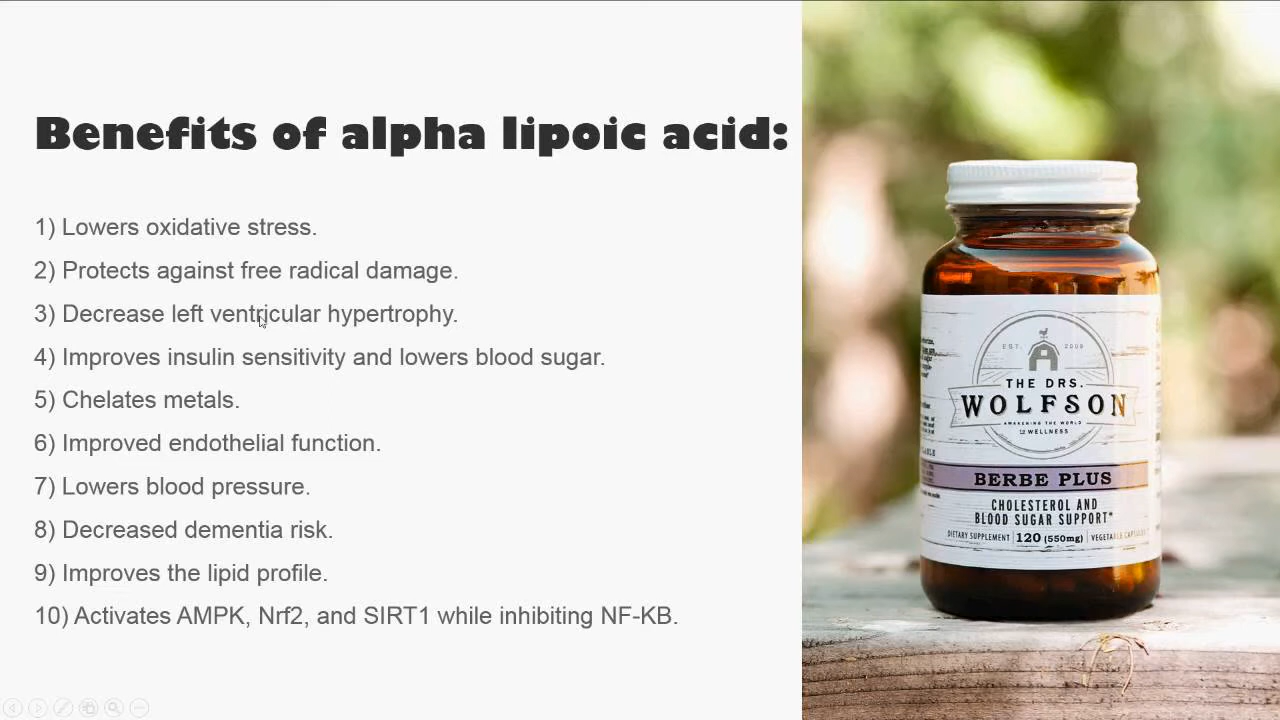 Benefits of alpha lipoic acid:
1) Lowers oxidative stress.
2) Protects against free radical damage.
3) Decrease left ventricular hypertrophy.
4) Improves insulin sensitivity and lowers blood sugar.
5) Chelates metals.
6) Improved endothelial function.
7) Lowers blood pressure.
8) Decreased dementia risk.
9) Improves the lipid profile.
10) Activates AMPK, Nrf2, and SIRT1 while inhibiting NF-KB.
EST. 2009
THE DRS.
WOLFSON
AWAKENING THE WORLD
TO WELLNESS
BERBE PLUS
CHOLESTEROL AND
BLOOD SUGAR SUPPORT*
DIETARY SUPPLEMENT 120 (550mg) VEGETABLE CAPSULES